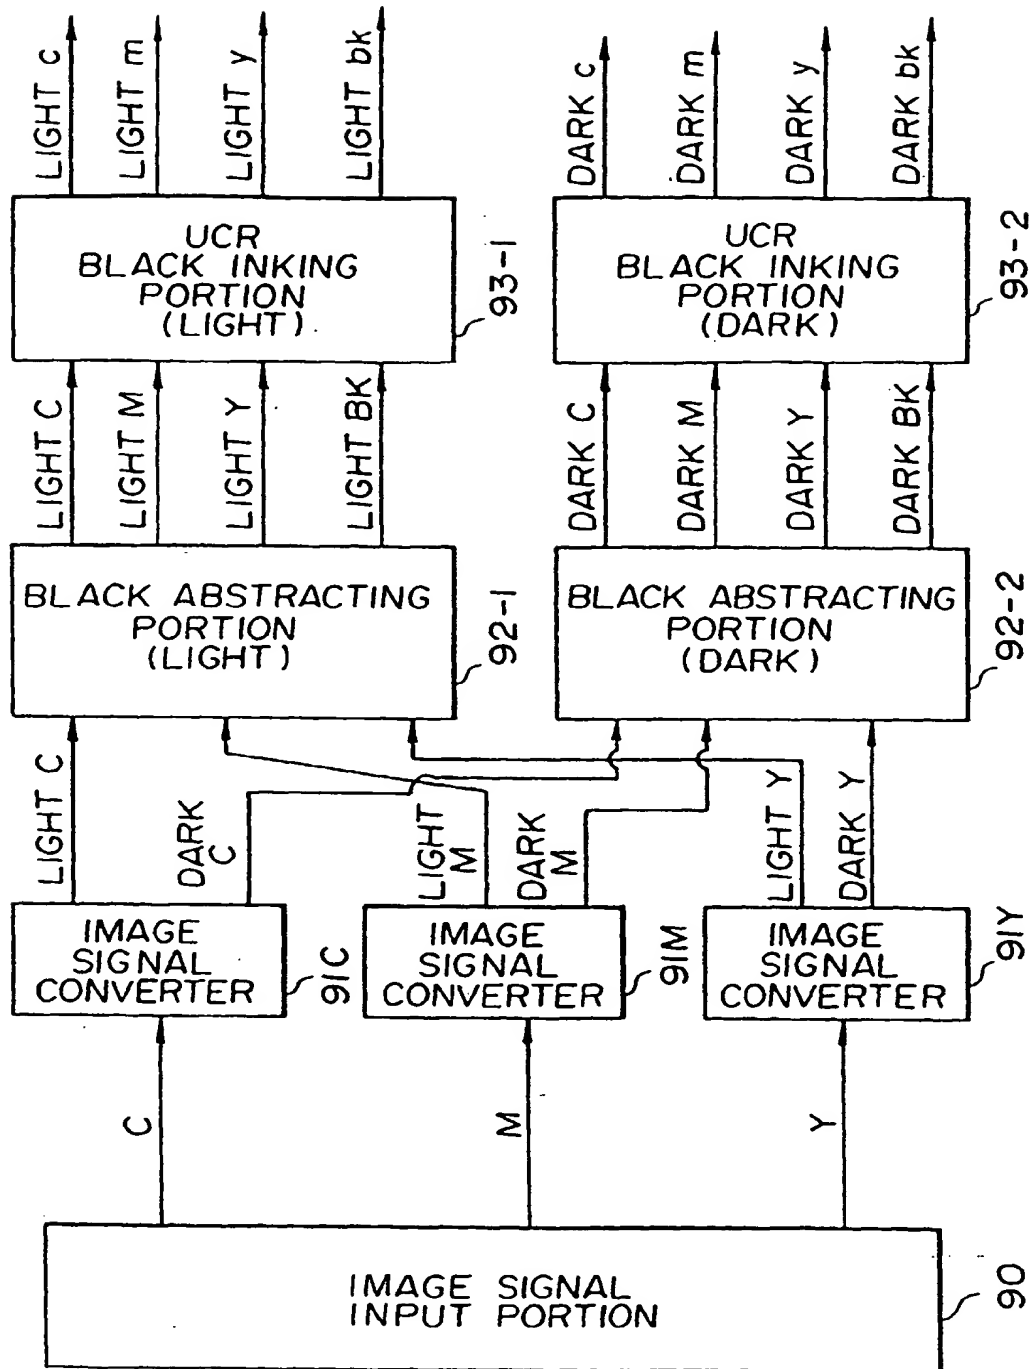 LIGHT c
LIGHT m
LIGHT y
LIGHT bk
DARK c
DARK m
DARK y
DARK bk
UCR
BLACK INKING
PORTION
(LIGHT)
93-1
UCR
BLACK INKING
PORTION
(DARK)
93-2
LIGHT C
LIGHT M
LIGHT Y
LIGHT BK
DARK C
DARK M
DARK Y
DARK BK
BLACK ABSTRACTING
PORTION
(LIGHT)
92-1
BLACK ABSTRACTING
PORTION
(DARK)
92-2
LIGHT C
DARK
C
LIGHT
M
DARK
M
LIGHT Y
DARK Y
IMAGE
SIGNAL
CONVERTER
91C
IMAGE
SIGNAL
CONVERTER
91M
IMAGE
SIGNAL
CONVERTER
91Y
C
M
Y
IMAGE SIGNAL
INPUT PORTION
90